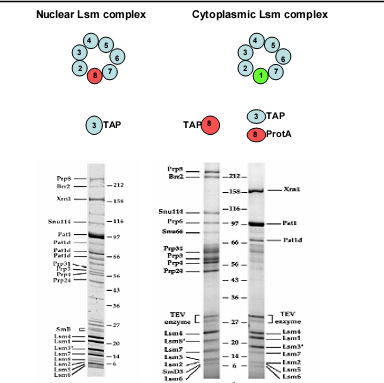 Nuclear Lsm complex
Cytoplasmic Lsm complex
4
5
3
6
2
7
8
4
5
3
6
2
7
1
3 TAP
TAP 8
3 TAP
8 ProtA
Prp8
Brr2
212
Xrn1
158
Snu114
116
Pat1
97
Pat1d
Pat1d
66
Pat1d
Prp31
Prp3
Prp4
56
Prp24
43
36
27
SmB
Lsm4
Lsm1
20
Lsm3*
Lsm7
14
Lsm2
6
Lsm5
Lsm6
Prp8
Brr2
212
158
Xrn1
Snu114
116
Prp6
97
Pat1
Snu66
66
Pat1d
Prp31
Prp3
Prp4
56
Prp24
43
36
TEV
enzyme
27
TEV
enzyme
Lsm4
20
Lsm4
Lsm1
Lsm7
14
Lsm7
Lsm3
Lsm2
6
Lsm2
SmD3
Lsm5
Lsm6
Lsm6